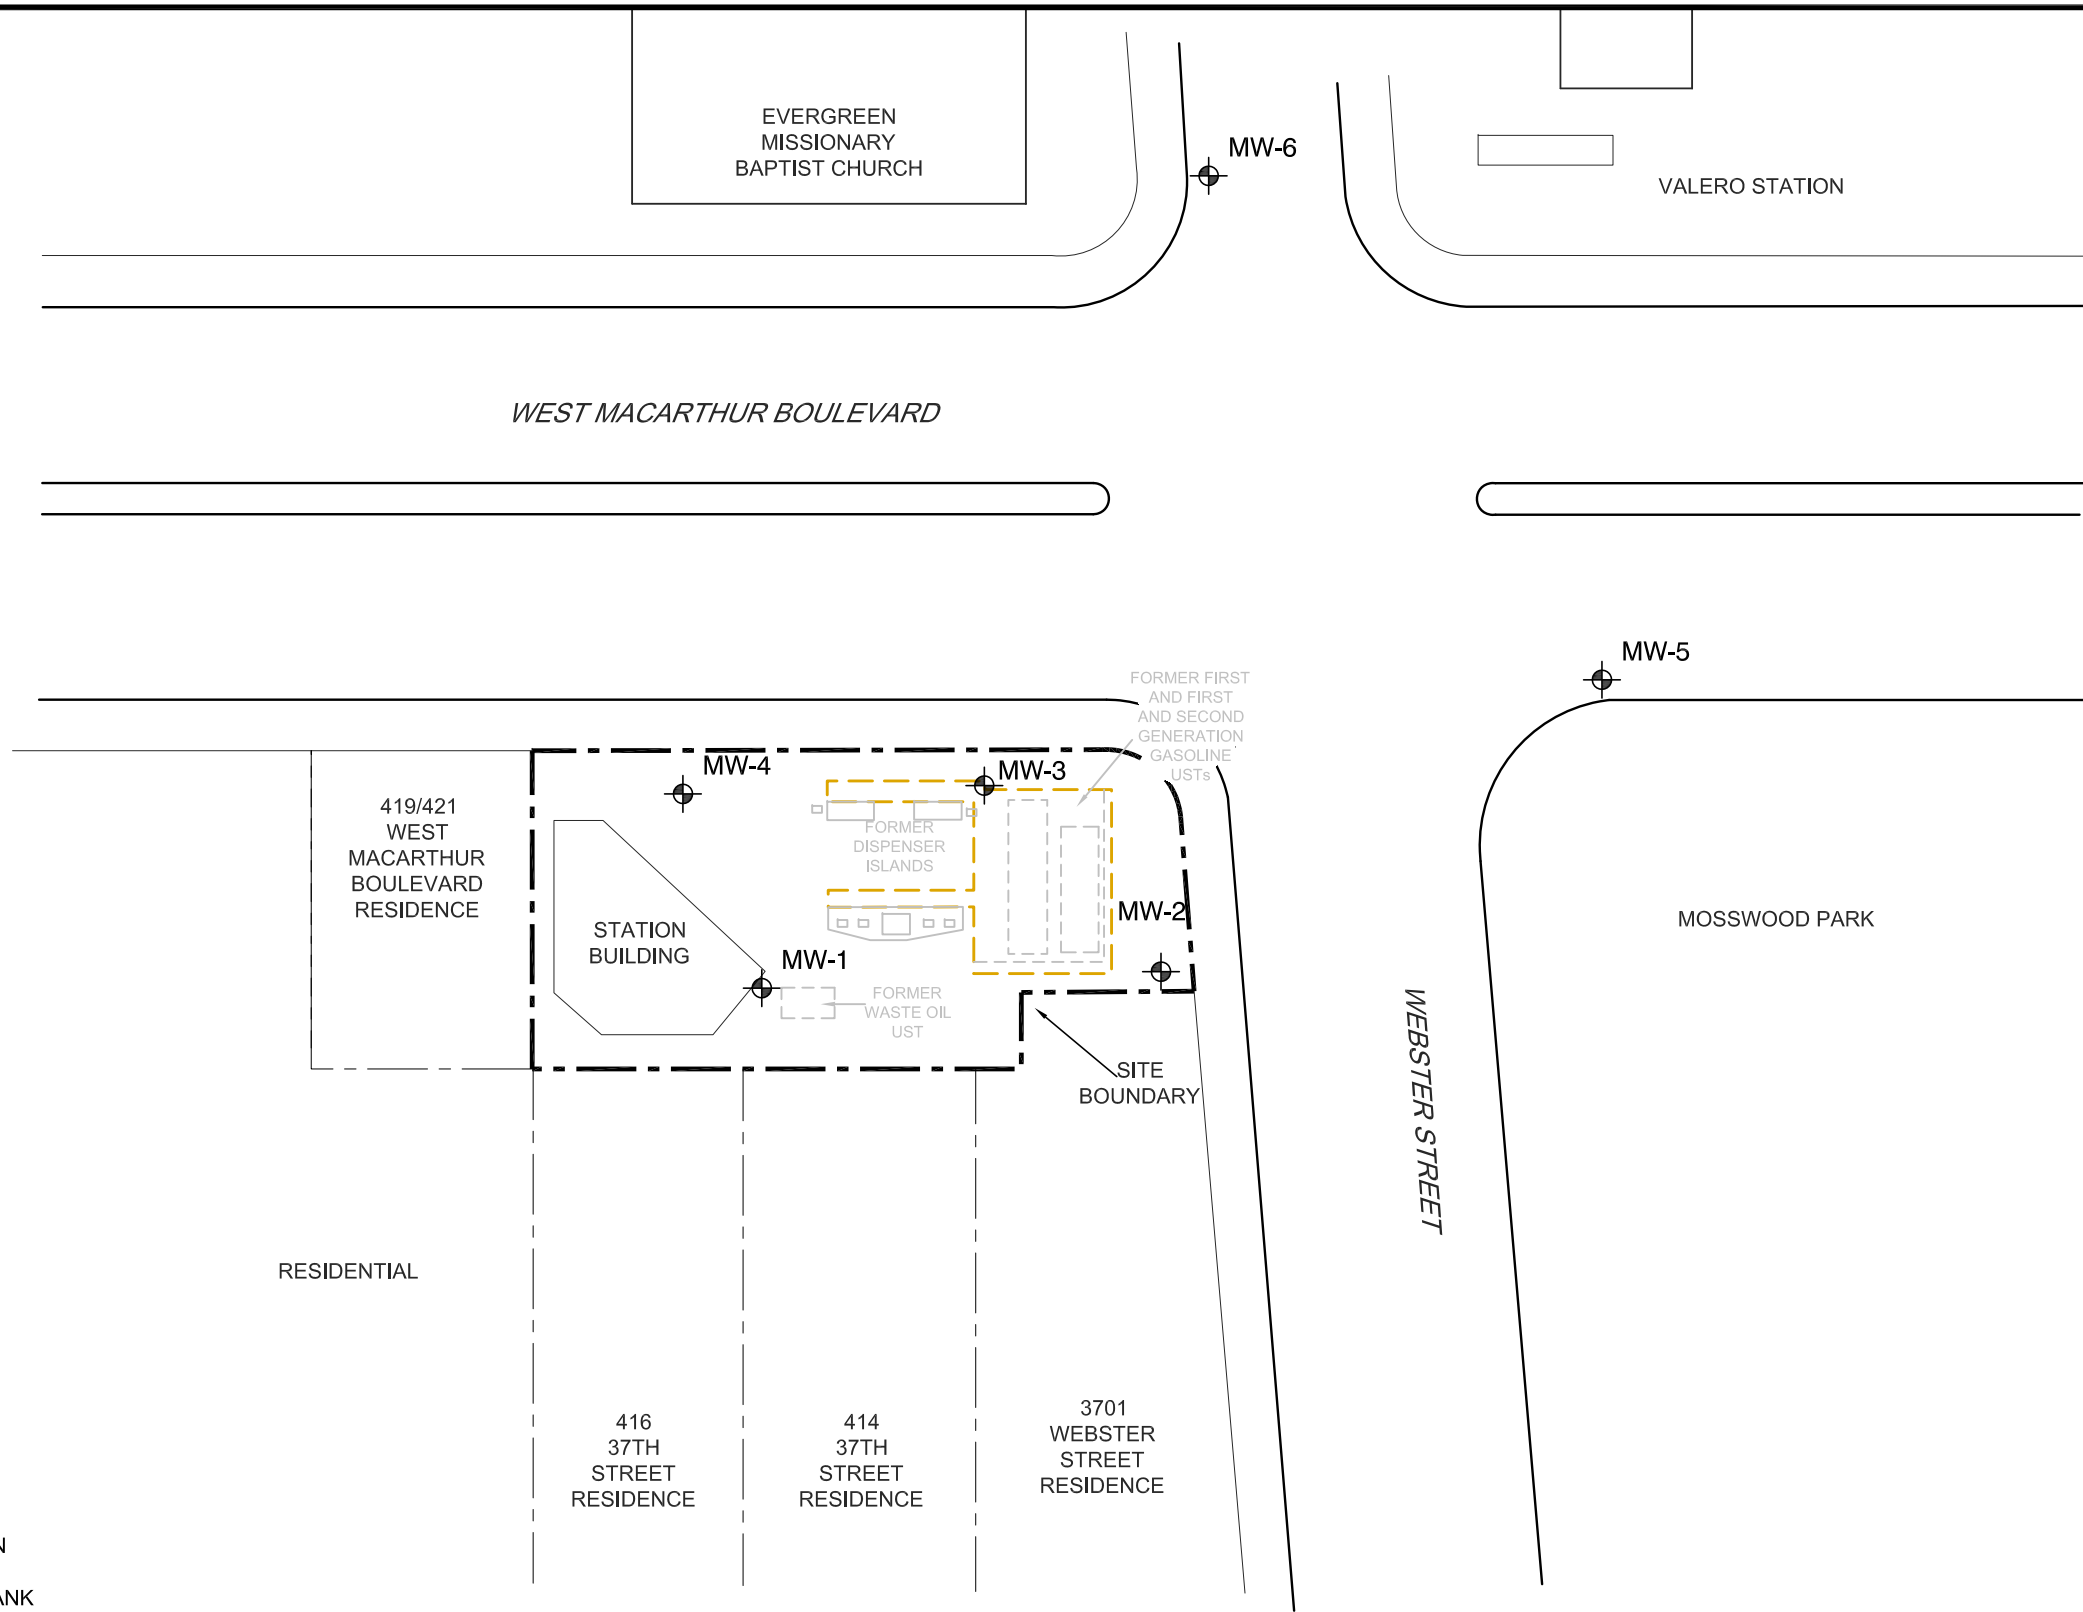 EVERGREEN
MISSIONARY
BAPTIST CHURCH
MW-6
VALERO STATION
WEST MACARTHUR BOULEVARD
MW-5
FORMER FIRST
AND FIRST
AND SECOND
GENERATION
GASOLINE
USTs
MW-4
MW-3
419/421
WEST
MACARTHUR
BOULEVARD
RESIDENCE
FORMER
DISPENSER
ISLANDS
STATION
BUILDING
MW-2
MOSSWOOD PARK
MW-1
FORMER
WASTE OIL
UST
SITE
BOUNDARY
WEBSTER STREET
RESIDENTIAL
416
37TH
STREET
RESIDENCE
414
37TH
STREET
RESIDENCE
3701
WEBSTER
STREET
RESIDENCE